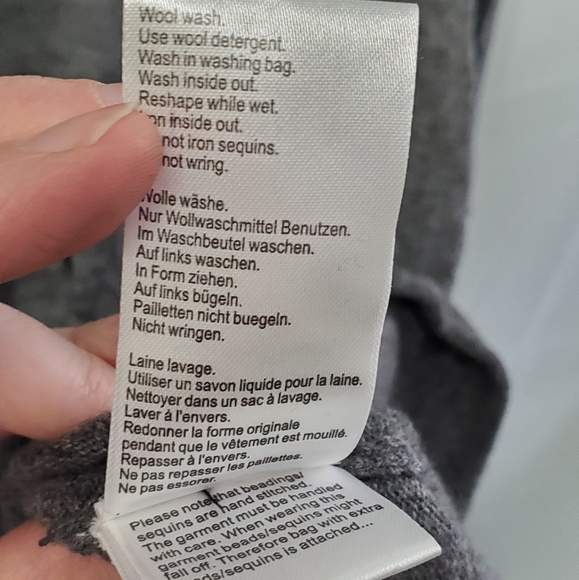 Wool wash.
Use wool detergent.
Wash in washing bag.
Wash inside out.
Reshape while wet.
inside out.
not iron sequins.
not wring.
Wolle wäshe.
Nur Wollwaschmittel Benutzen.
Im Waschbeutel waschen.
Auf links waschen.
In Form ziehen.
Auf links bügeln.
Pailletten nicht buegeln.
Nicht wringen.
Laine lavage.
Utiliser un savon liquide pour la laine.
Nettoyer dans un sac à lavage.
Laver à l'envers.
Redonner la forme originale
pendant que le vêtement est mouillé.
Repasser à l'envers.
Ne pas repasser les paillettes.
Ne pas essorer.
Please note that beadings/
sequins are hand stitched.
The garment must be handled
with care. When wearing this
garment beads/sequins might
fall off. Therefore bag with extra
beads/sequins is attached....